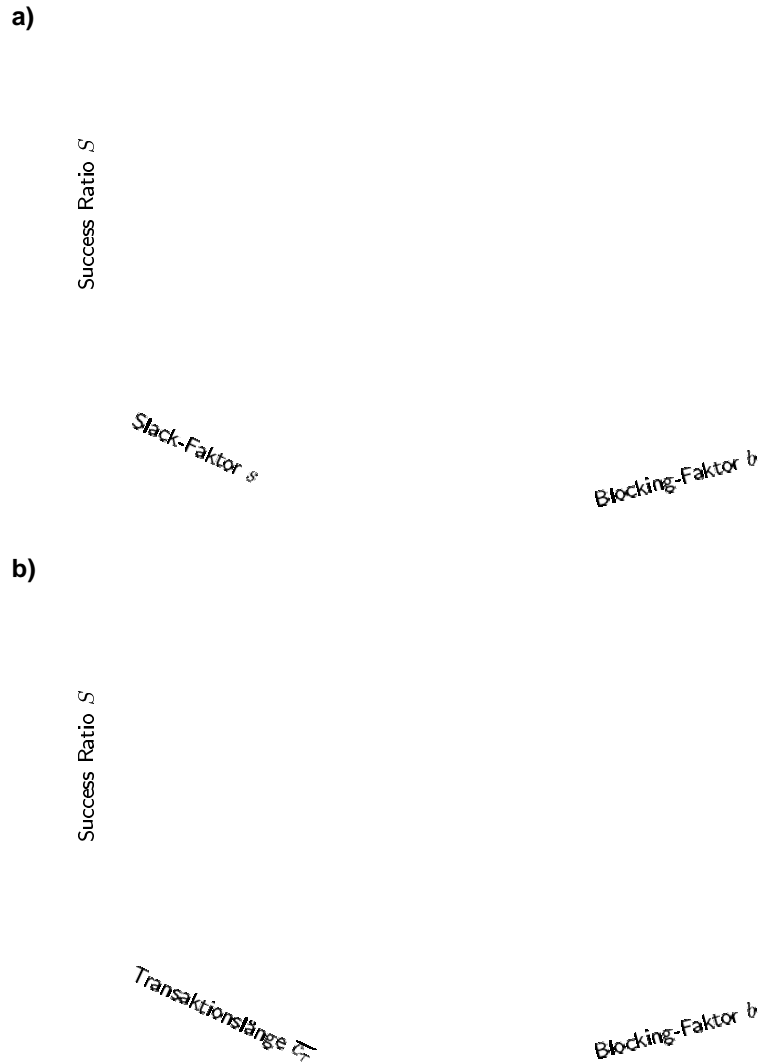 a)
Success Ratio S
Slack-Faktor s
Blocking-Faktor b
b)
Success Ratio S
Transaktionslänge c̅τ
Blocking-Faktor b